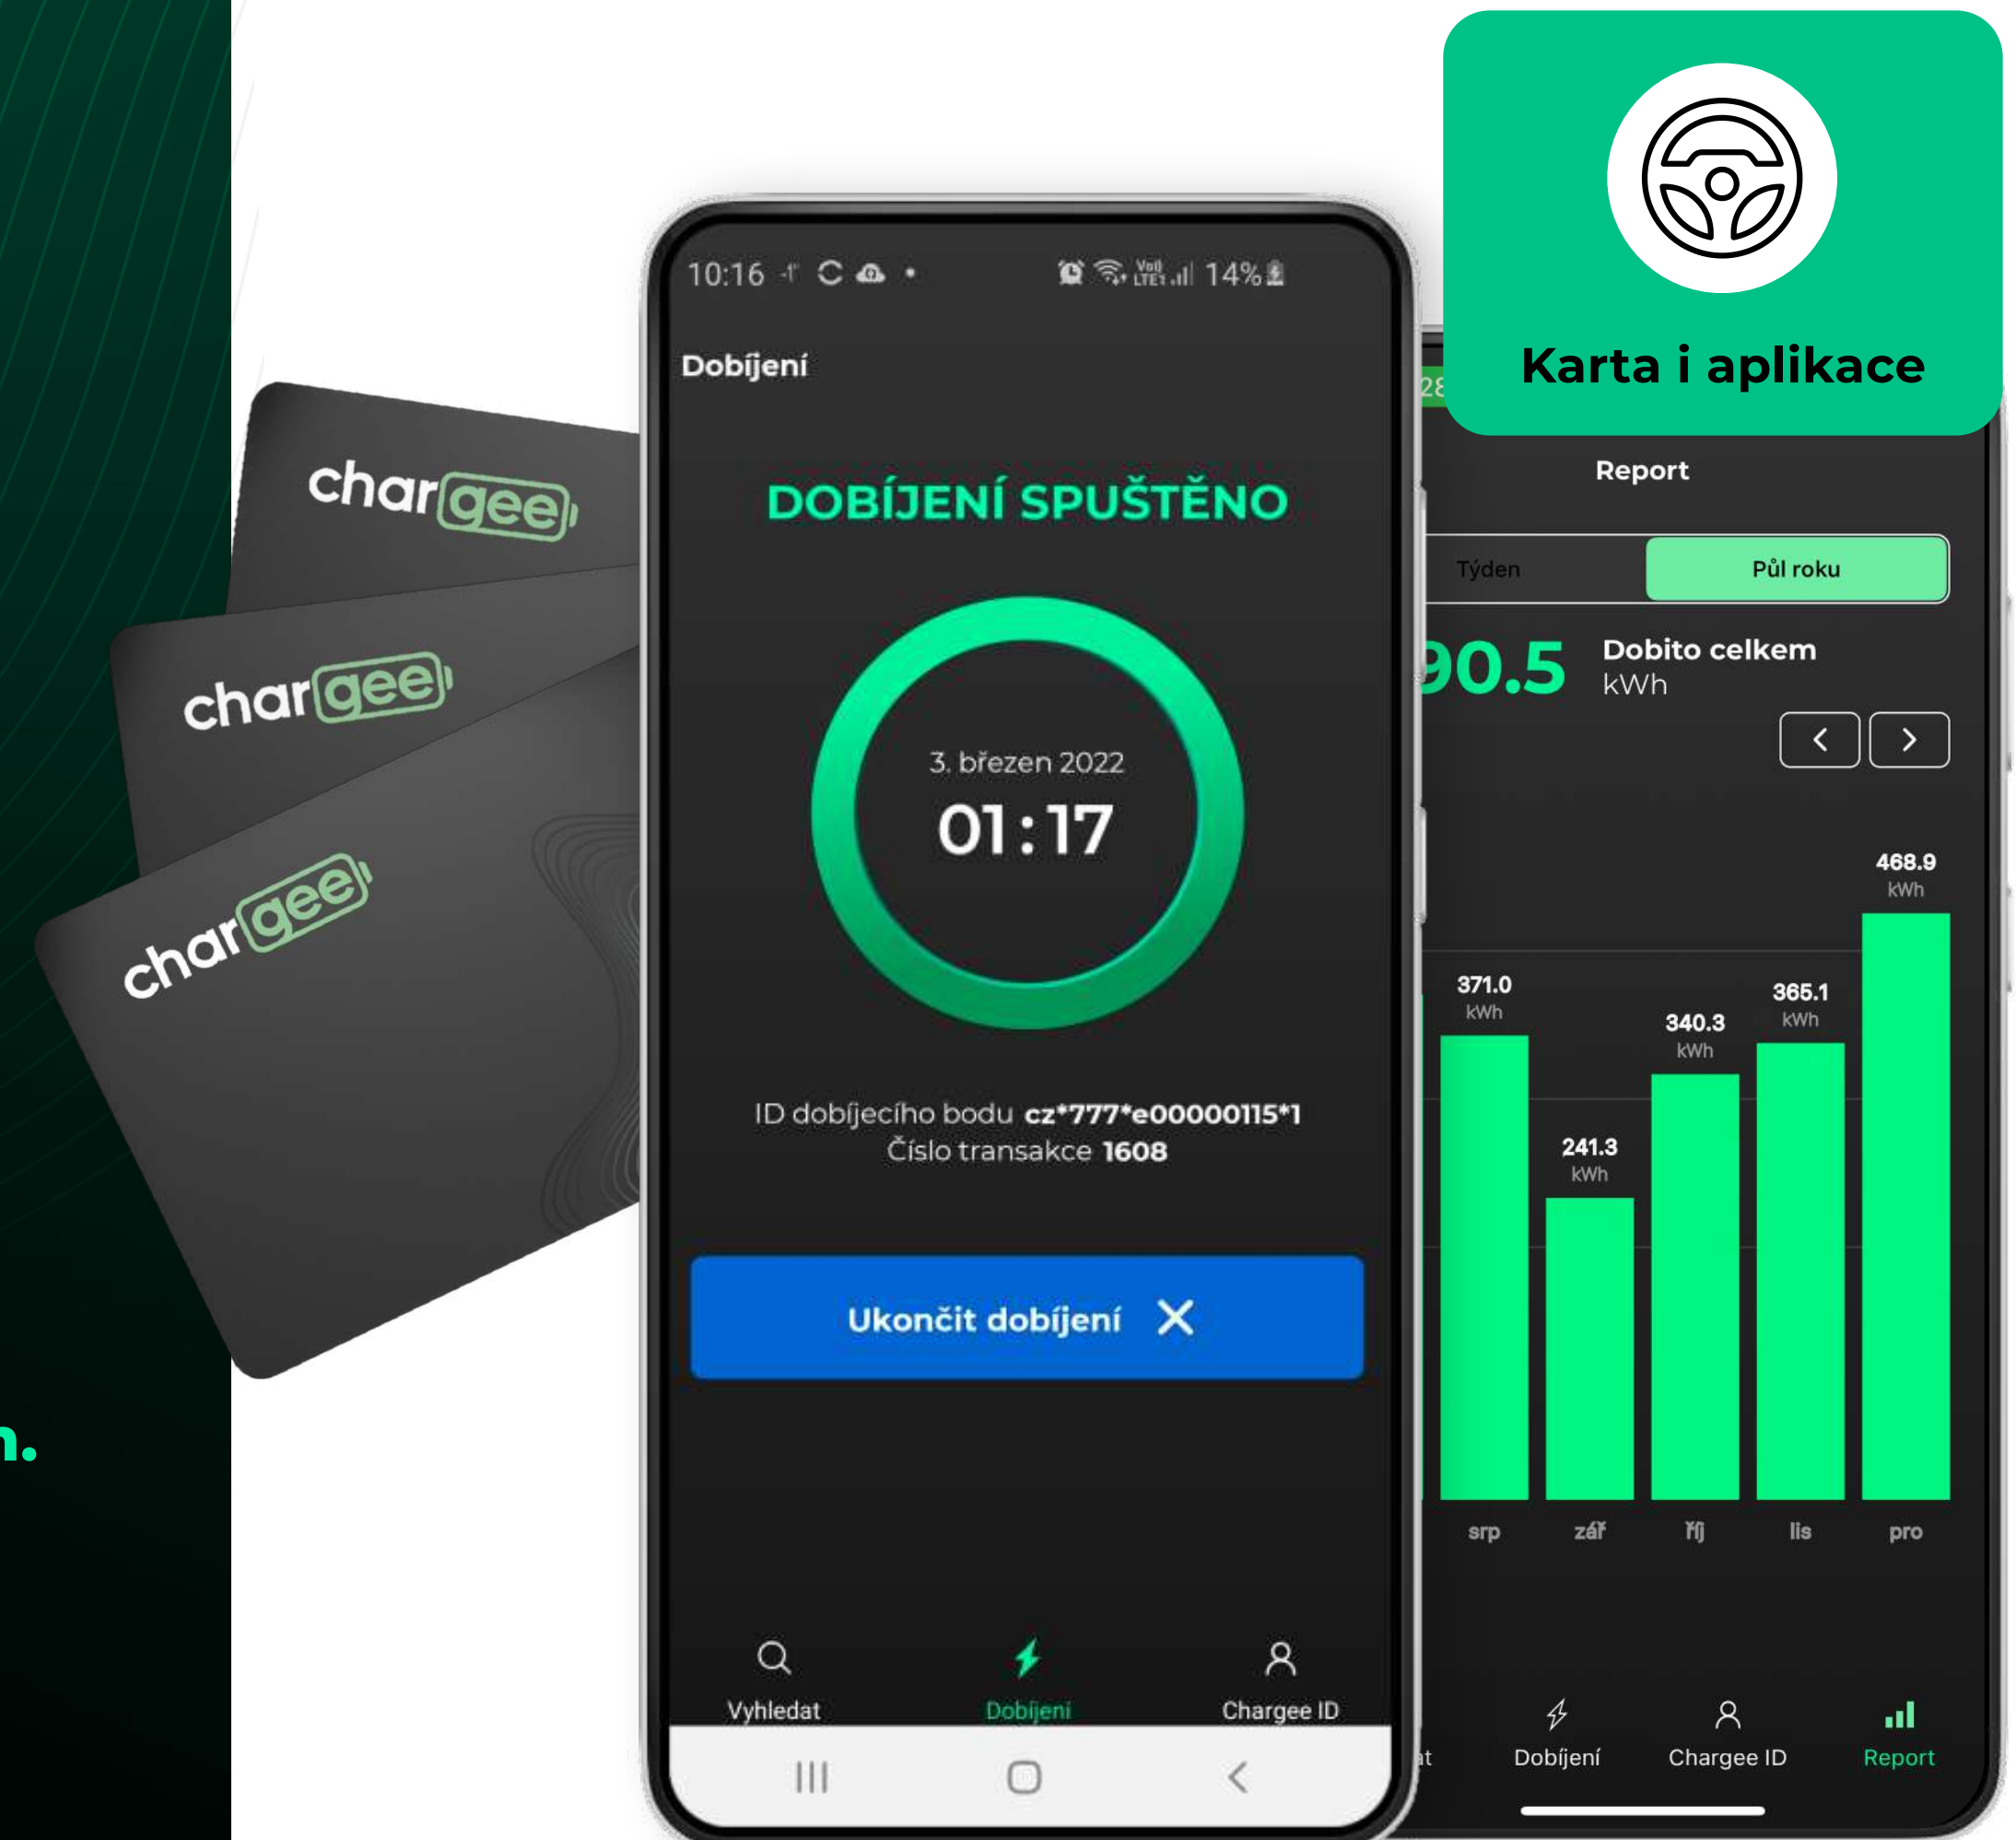 chargee
chargee
chargee
10:16 -1°
14%
Dobíjení
DOBÍJENÍ SPUŠTĚNO
3. březen 2022
01:17
ID dobíjecího bodu cz*777*e00000115*1
Číslo transakce 1608
Ukončit dobíjení
Vyhledat
Dobíjení
Chargee ID
Karta i aplikace
Report
Týden
Půl roku
90.5
Dobito celkem
kWh
468.9
kWh
371.0
kWh
365.1
kWh
340.3
kWh
241.3
kWh
srp
zář
říj
lis
pro
Dobíjení
Chargee ID
Report